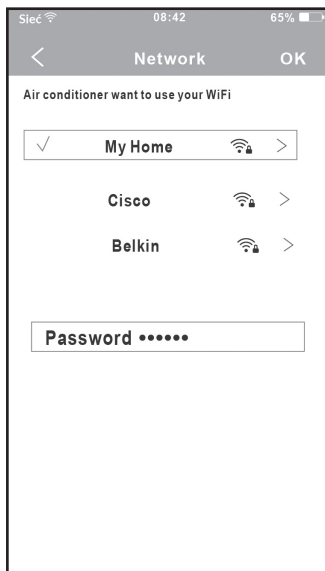 Sieć 08:42 65%
Network OK
Air conditioner want to use your WiFi
My Home
Cisco
Belkin
Password ••••••